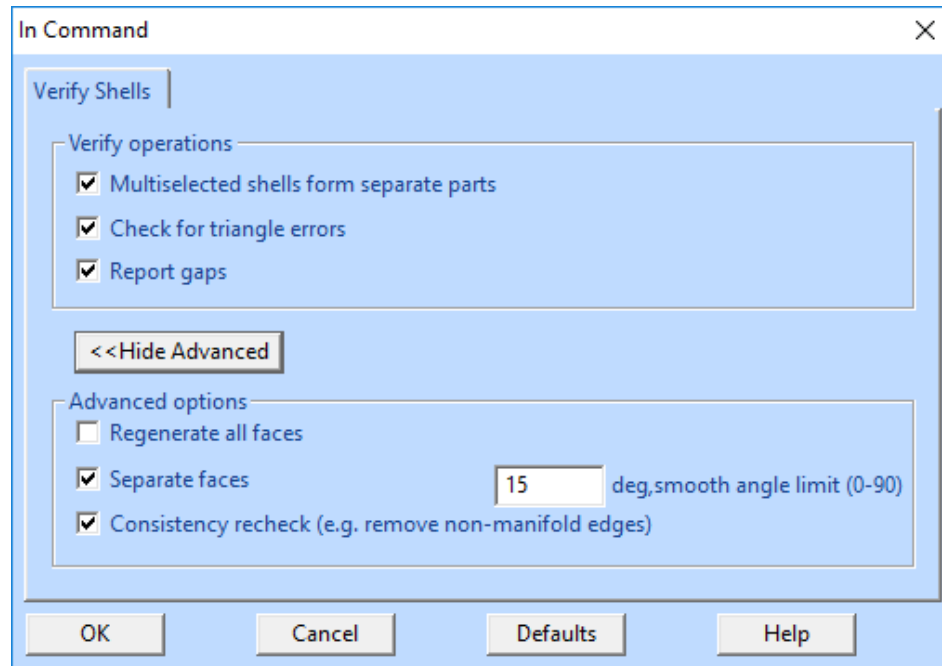 In Command
Verify Shells
Verify operations
Multiselected shells form separate parts
Check for triangle errors
Report gaps
<<Hide Advanced
Advanced options
Regenerate all faces
Separate faces 15 deg,smooth angle limit (0-90)
Consistency recheck (e.g. remove non-manifold edges)
OK Cancel Defaults Help